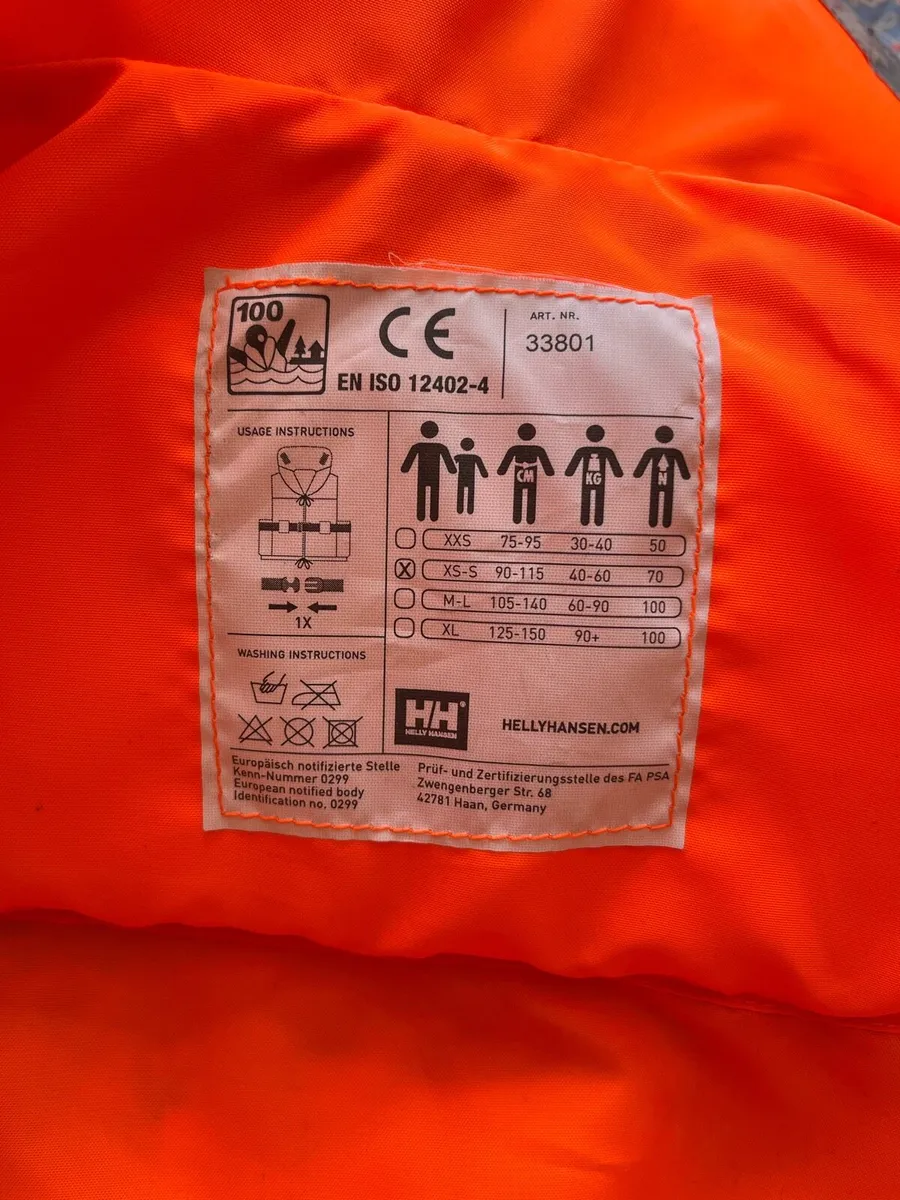 100
CE
EN ISO 12402-4
ART. NR.
33801
USAGE INSTRUCTIONS
1X
CM
KG
N
XXS 75-95 30-40 50
X XS-S 90-115 40-60 70
M-L 105-140 60-90 100
XL 125-150 90+ 100
WASHING INSTRUCTIONS
HH®
HELLY HANSEN
HELLYHANSEN.COM
Europäisch notifizierte Stelle
Kenn-Nummer 0299
European notified body
Identification no. 0299
Prüf- und Zertifizierungsstelle des FA PSA
Zwengenberger Str. 68
42781 Haan, Germany